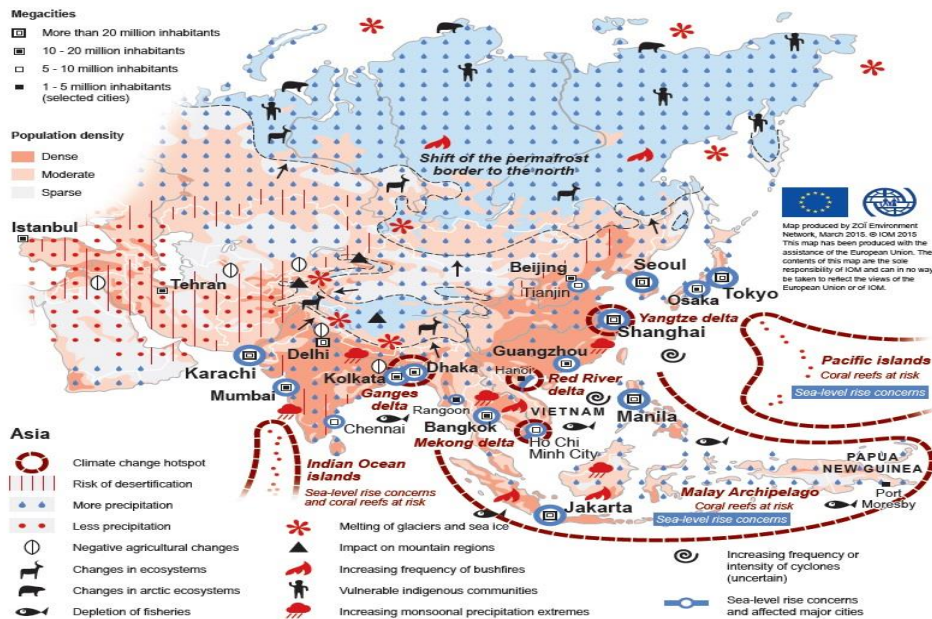 Megacities
More than 20 million inhabitants
10 - 20 million inhabitants
5 - 10 million inhabitants
1 - 5 million inhabitants
(selected cities)
Population density
Dense
Moderate
Sparse
Shift of the permafrost
border to the north
Map produced by ZOÏ Environment
Network, March 2015. © IOM 2015
This map has been produced with the
assistance of the European Union. The
contents of this map are the sole
responsibility of IOM and can in no way
be taken to reflect the views of the
European Union or of IOM.
Istanbul
Tehran
Beijing
Tianjin
Seoul
Osaka
Tokyo
Yangtze delta
Shanghai
Karachi
Delhi
Mumbai
Kolkata
Dhaka
Ganges
delta
Guangzhou
Hanoi
Red River
delta
Chennai
Rangoon
Bangkok
VIETNAM
Manila
Mekong delta
Ho Chi
Minh City
Pacific islands
Coral reefs at risk
Sea-level rise concerns
Indian Ocean
islands
Sea-level rise concerns
and coral reefs at risk
Jakarta
Malay Archipelago
Coral reefs at risk
Sea-level rise concerns
PAPUA
NEW GUINEA
Port
Moresby
Asia
Climate change hotspot
Risk of desertification
More precipitation
Less precipitation
Negative agricultural changes
Changes in ecosystems
Changes in arctic ecosystems
Depletion of fisheries
Melting of glaciers and sea ice
Impact on mountain regions
Increasing frequency of bushfires
Vulnerable indigenous communities
Increasing monsoonal precipitation extremes
Increasing frequency or
intensity of cyclones
(uncertain)
Sea-level rise concerns
and affected major cities